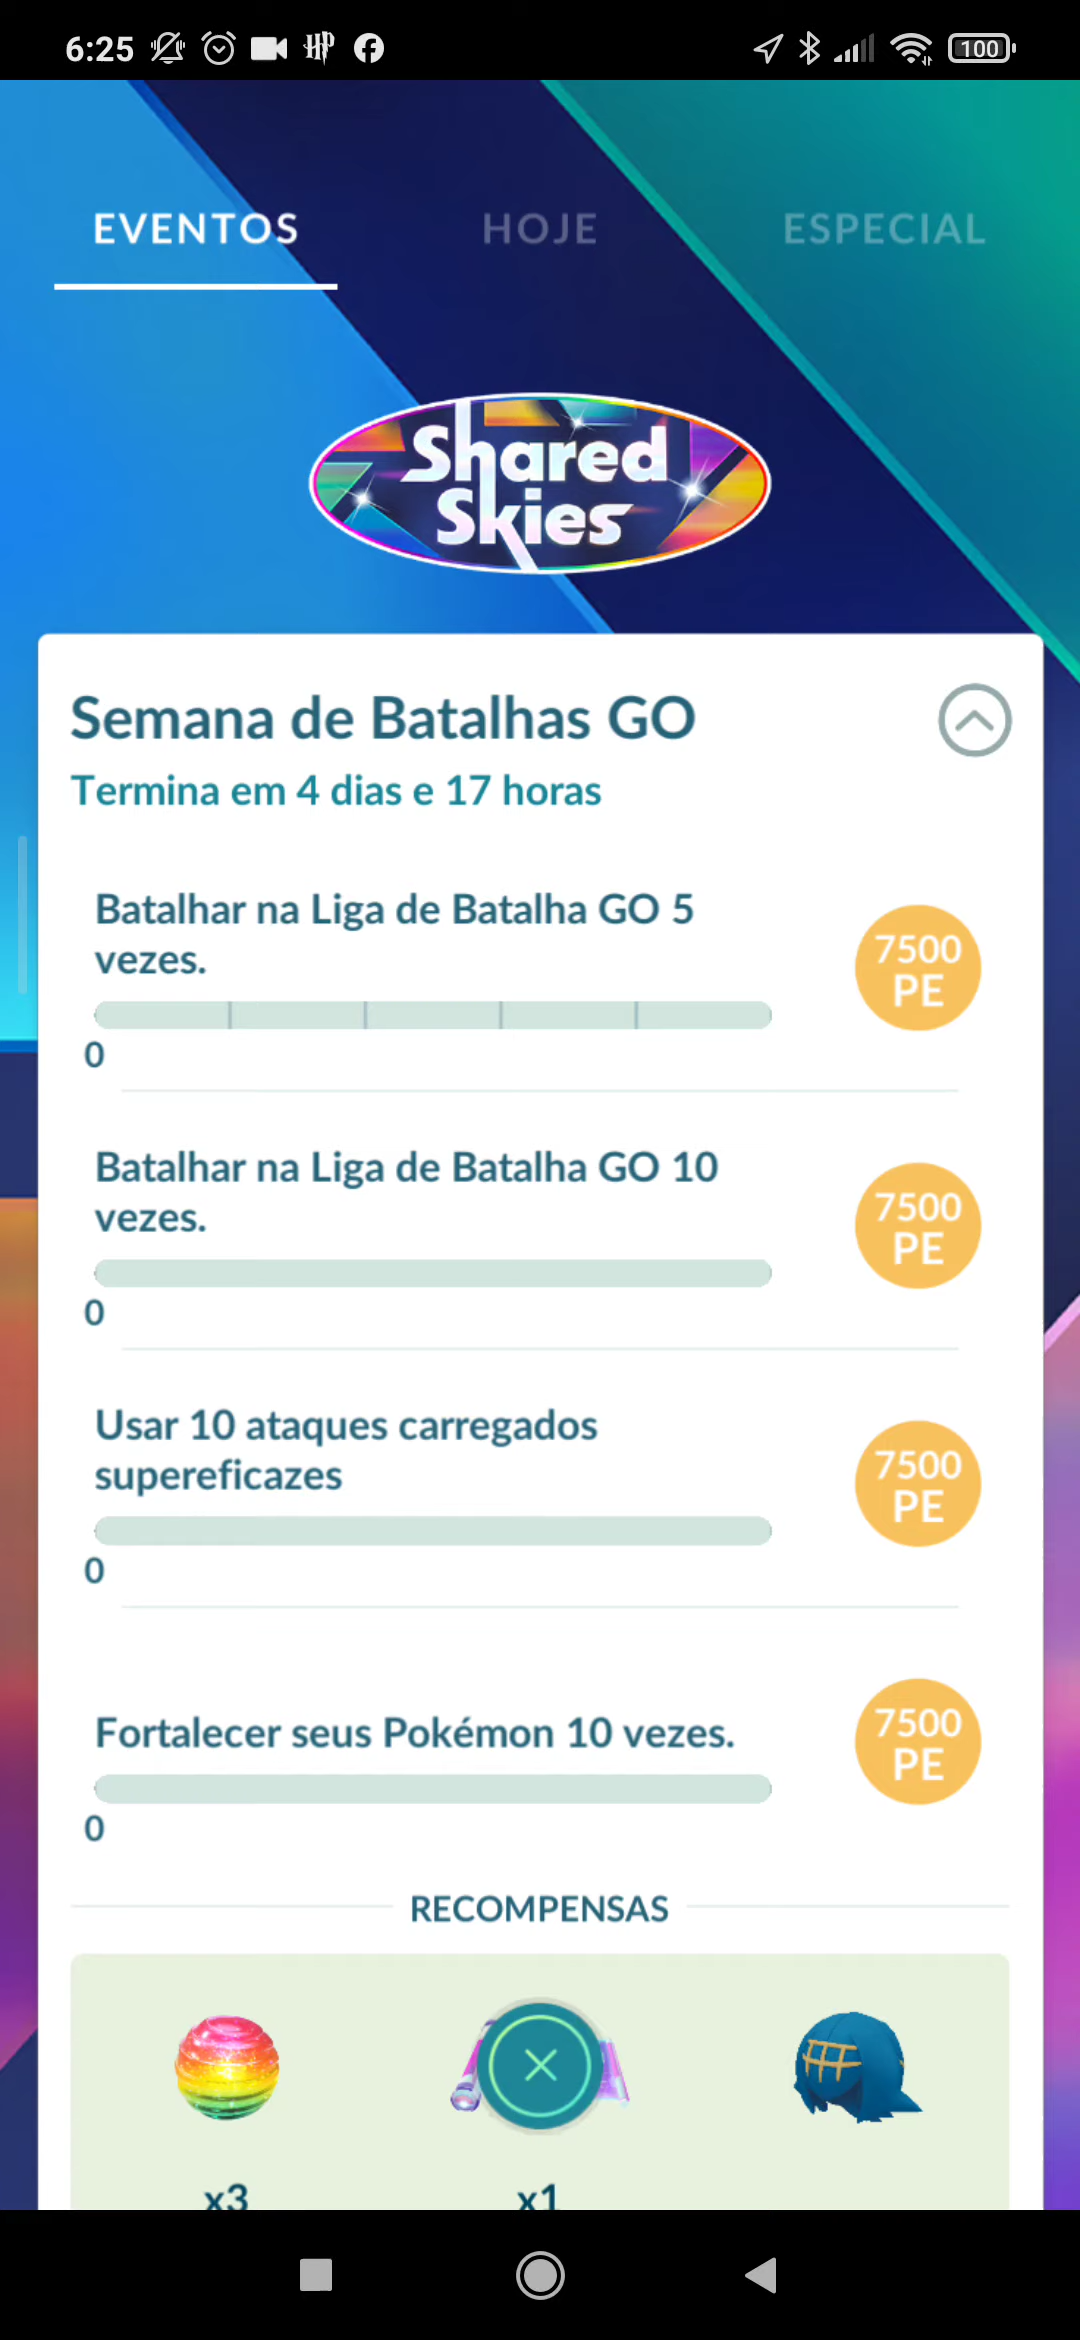 6:25
100
EVENTOS
HOJE
ESPECIAL
Shared
Skies
Semana de Batalhas GO
Termina em 4 dias e 17 horas
Batalhar na Liga de Batalha GO 5
vezes.
7500
PE
0
Batalhar na Liga de Batalha GO 10
vezes.
7500
PE
0
Usar 10 ataques carregados
supereficazes
7500
PE
0
Fortalecer seus Pokémon 10 vezes.
7500
PE
0
RECOMPENSAS
x3
x1